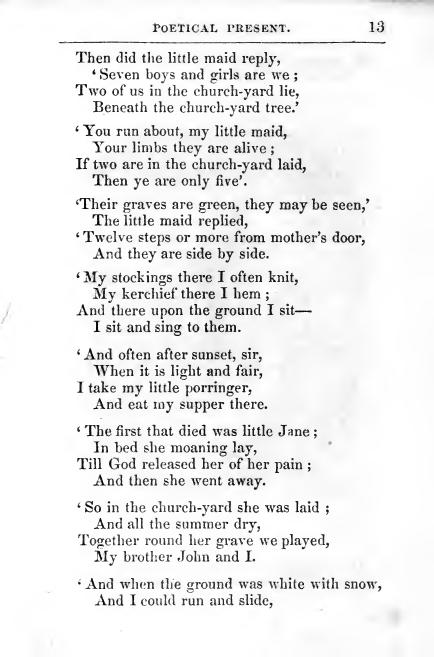 POETICAL PRESENT. 13
Then did the little maid reply,
‘ Seven boys and girls are we ;
Two of us in the church-yard lie,
Beneath the church-yard tree.’
‘ You run about, my little maid,
Your limbs they are alive ;
If two are in the church-yard laid,
Then ye are only five’.
‘Their graves are green, they may be seen,’
The little maid replied,
‘ Twelve steps or more from mother’s door,
And they are side by side.
‘ My stockings there I often knit,
My kerchief there I hem ;
And there upon the ground I sit—
I sit and sing to them.
‘ And often after sunset, sir,
When it is light and fair,
I take my little porringer,
And eat my supper there.
‘ The first that died was little Jane ;
In bed she moaning lay,
Till God released her of her pain ;
And then she went away.
‘ So in the church-yard she was laid ;
And all the summer dry,
Together round her grave we played,
My brother John and I.
‘ And when the ground was white with snow,
And I could run and slide,